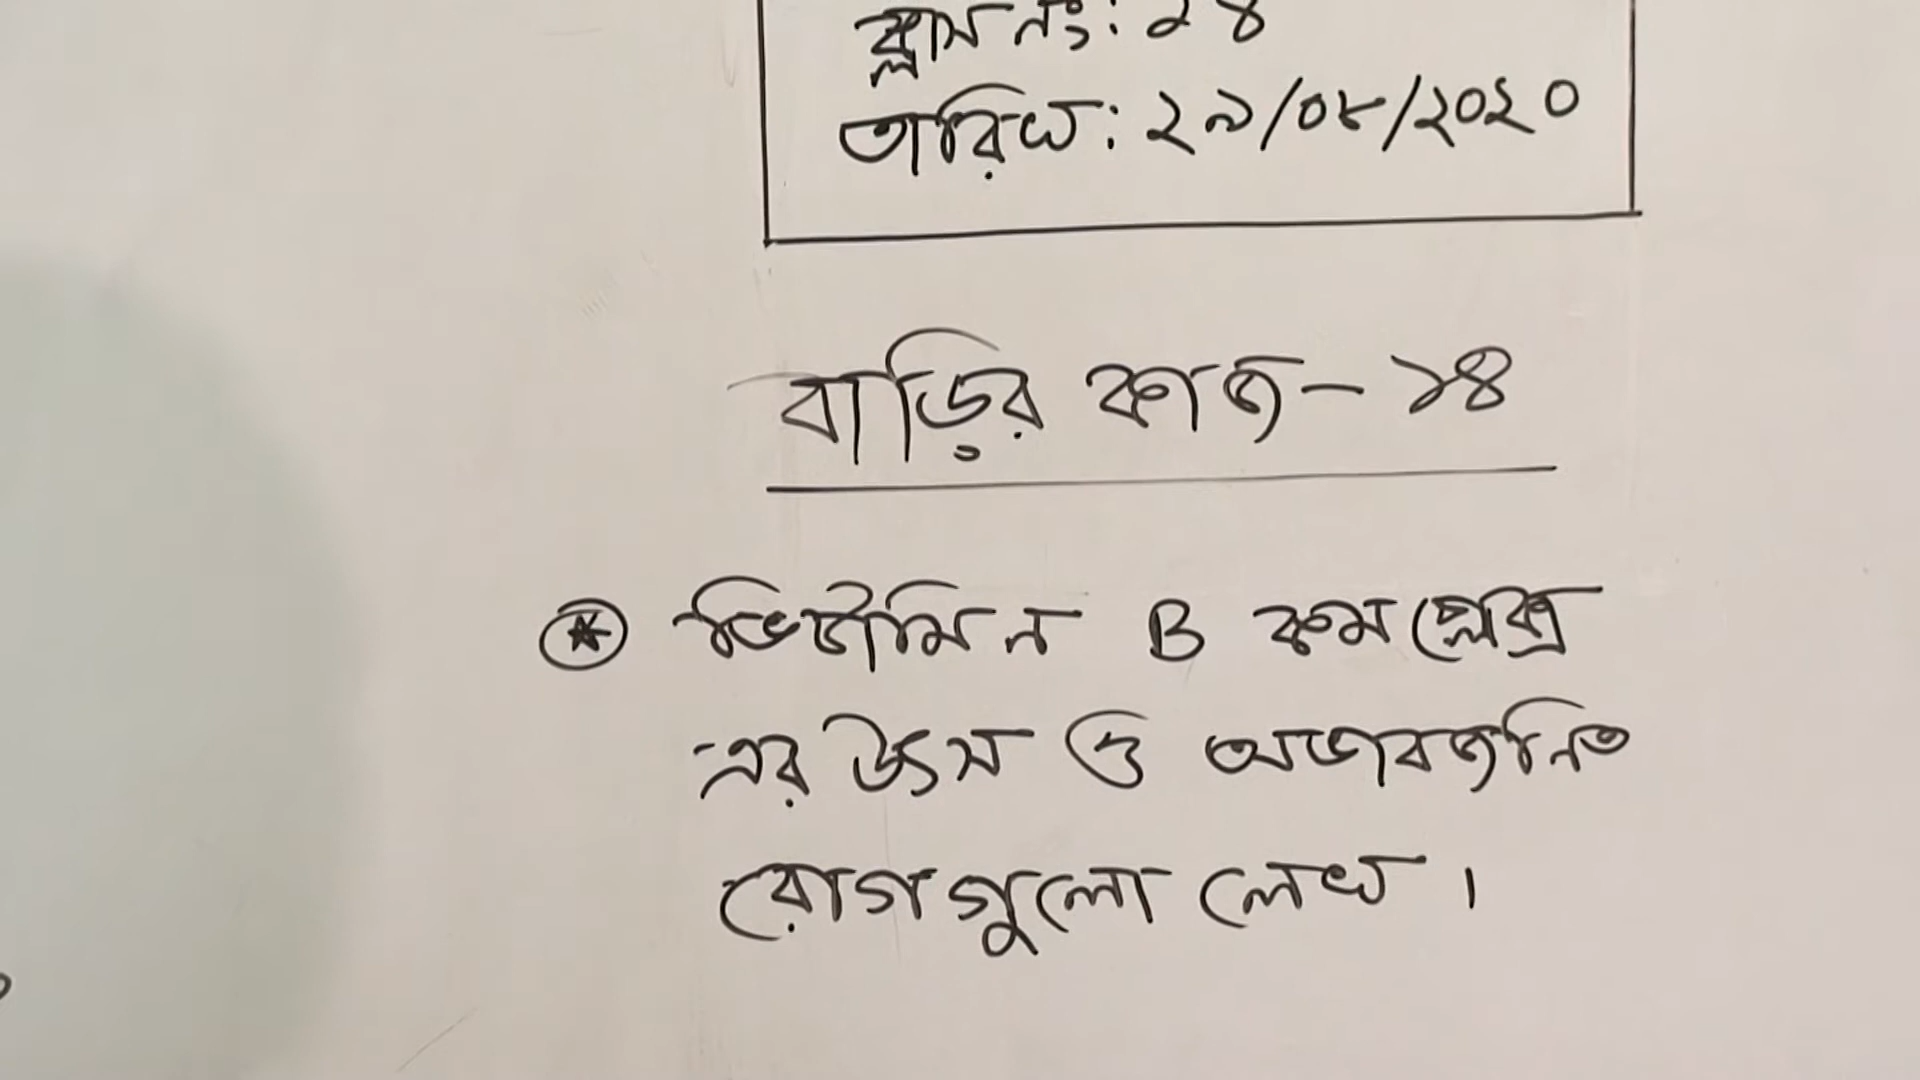 ক্লাস নং: ১৪
তারিখ: ২৯/০৮/২০২০
বাড়ির কাজ - ১৪
ভিটামিন B কমপ্লেক্স
এর উৎস ও অভাবজনিত
রোগগুলো লেখ।